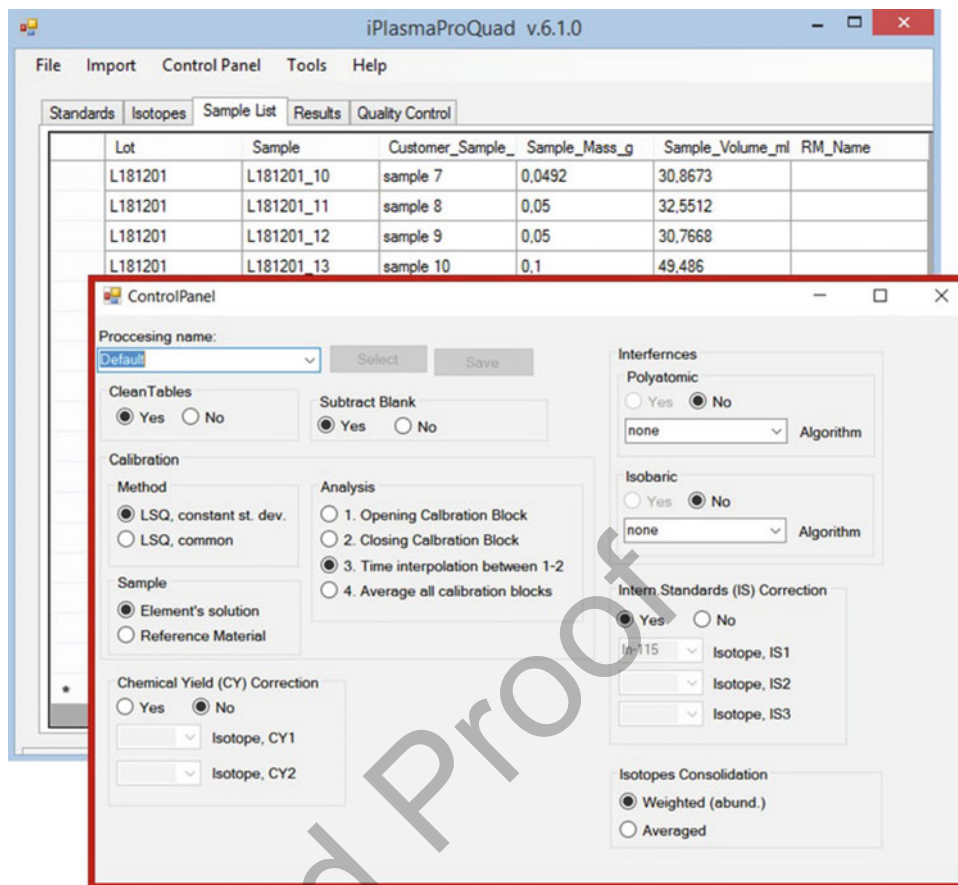 iPlasmaProQuad v.6.1.0
File Import Control Panel Tools Help
Standards Isotopes Sample List Results Quality Control
Lot Sample Customer_Sample_ Sample_Mass_g Sample_Volume_ml RM_Name
L181201 L181201_10 sample 7 0,0492 30,8673
L181201 L181201_11 sample 8 0,05 32,5512
L181201 L181201_12 sample 9 0,05 30,7668
L181201 L181201_13 sample 10 0,1 49,486
*
ControlPanel
Proccesing name:
Default Select Save
CleanTables
Yes No
Subtract Blank
Yes No
Calibration
Method
LSQ, constant st. dev.
LSQ, common
Analysis
1. Opening Calbration Block
2. Closing Calbration Block
3. Time interpolation between 1-2
4. Average all calibration blocks
Sample
Element's solution
Reference Material
Chemical Yield (CY) Correction
Yes No
Isotope, CY1
Isotope, CY2
Interfernces
Polyatomic
Yes No
none Algorithm
Isobaric
Yes No
none Algorithm
Intern Standards (IS) Correction
Yes No
In-115 Isotope, IS1
Isotope, IS2
Isotope, IS3
Isotopes Consolidation
Weighted (abund.)
Averaged
d Proof